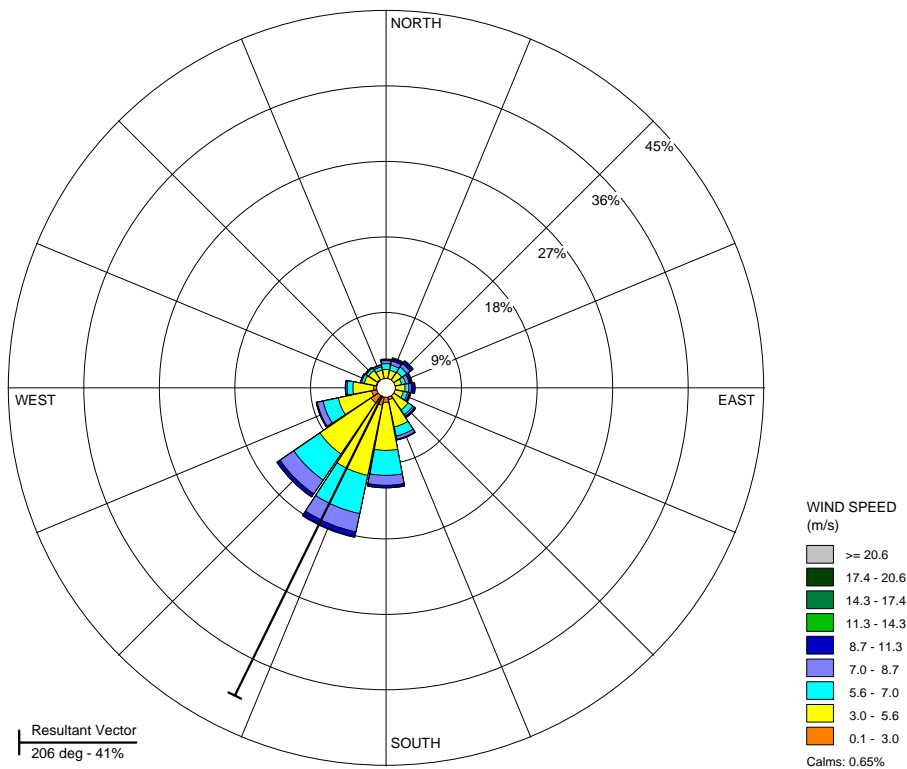 NORTH
45%
36%
27%
18%
9%
WEST
EAST
SOUTH
WIND SPEED
(m/s)
>= 20.6
17.4 - 20.6
14.3 - 17.4
11.3 - 14.3
8.7 - 11.3
7.0 - 8.7
5.6 - 7.0
3.0 - 5.6
0.1 - 3.0
Calms: 0.65%
Resultant Vector
206 deg - 41%